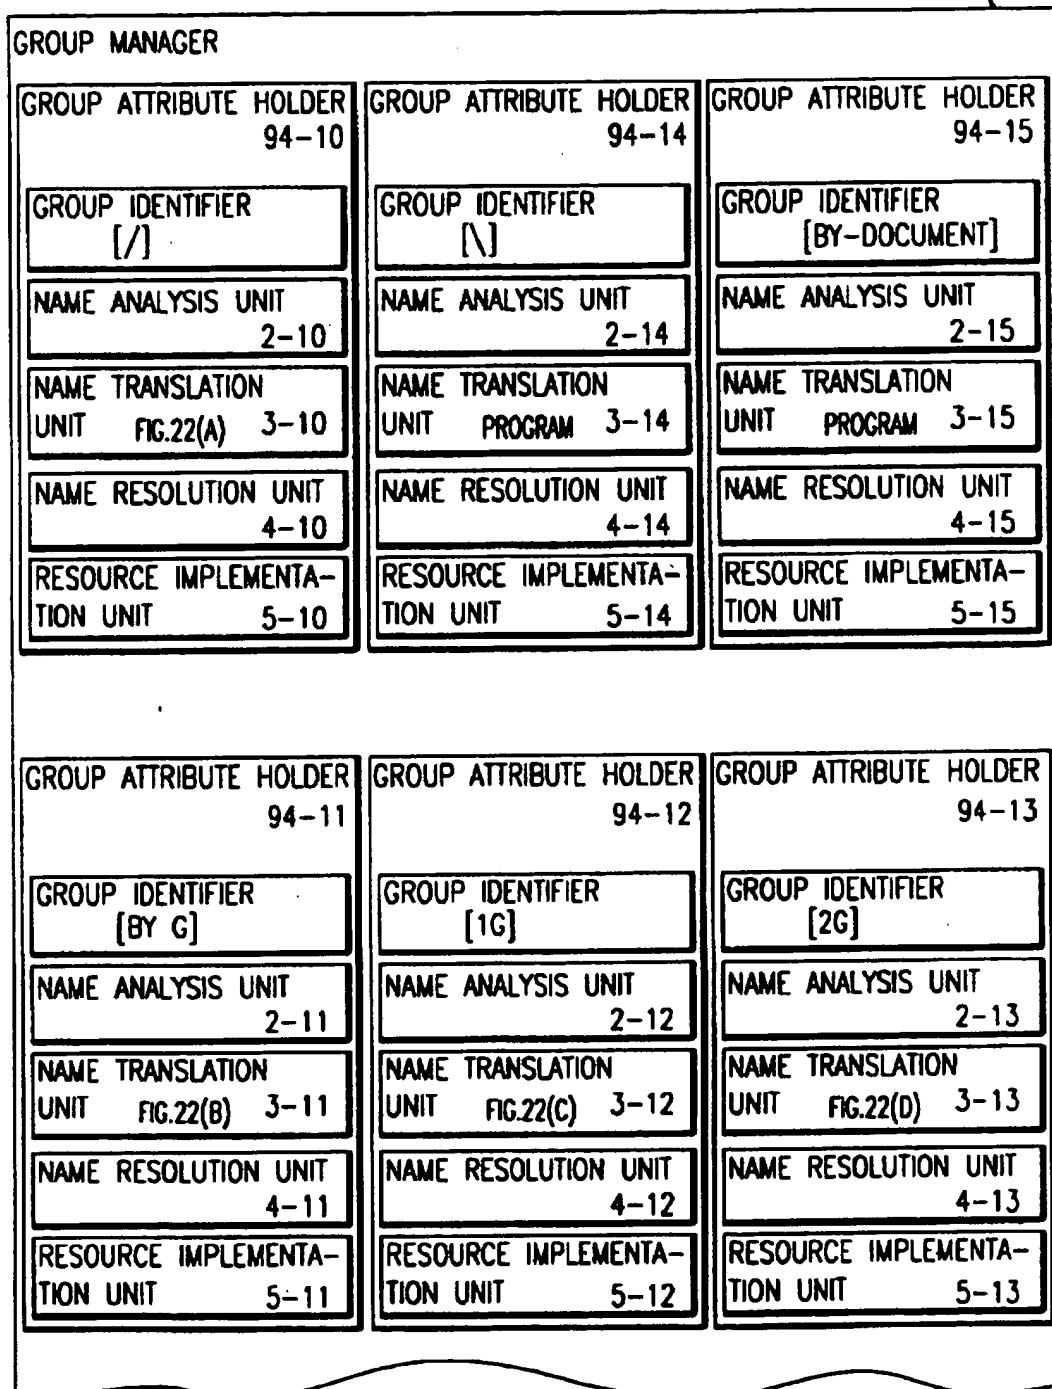 GROUP MANAGER
GROUP ATTRIBUTE HOLDER
94-10
GROUP IDENTIFIER
[/]
NAME ANALYSIS UNIT
2-10
NAME TRANSLATION
UNIT FIG.22(A) 3-10
NAME RESOLUTION UNIT
4-10
RESOURCE IMPLEMENTA-
TION UNIT 5-10
GROUP ATTRIBUTE HOLDER
94-14
GROUP IDENTIFIER
[\]
NAME ANALYSIS UNIT
2-14
NAME TRANSLATION
UNIT PROGRAM 3-14
NAME RESOLUTION UNIT
4-14
RESOURCE IMPLEMENTA-
TION UNIT 5-14
GROUP ATTRIBUTE HOLDER
94-15
GROUP IDENTIFIER
[BY-DOCUMENT]
NAME ANALYSIS UNIT
2-15
NAME TRANSLATION
UNIT PROGRAM 3-15
NAME RESOLUTION UNIT
4-15
RESOURCE IMPLEMENTA-
TION UNIT 5-15
GROUP ATTRIBUTE HOLDER
94-11
GROUP IDENTIFIER
[BY G]
NAME ANALYSIS UNIT
2-11
NAME TRANSLATION
UNIT FIG.22(B) 3-11
NAME RESOLUTION UNIT
4-11
RESOURCE IMPLEMENTA-
TION UNIT 5-11
GROUP ATTRIBUTE HOLDER
94-12
GROUP IDENTIFIER
[1G]
NAME ANALYSIS UNIT
2-12
NAME TRANSLATION
UNIT FIG.22(C) 3-12
NAME RESOLUTION UNIT
4-12
RESOURCE IMPLEMENTA-
TION UNIT 5-12
GROUP ATTRIBUTE HOLDER
94-13
GROUP IDENTIFIER
[2G]
NAME ANALYSIS UNIT
2-13
NAME TRANSLATION
UNIT FIG.22(D) 3-13
NAME RESOLUTION UNIT
4-13
RESOURCE IMPLEMENTA-
TION UNIT 5-13